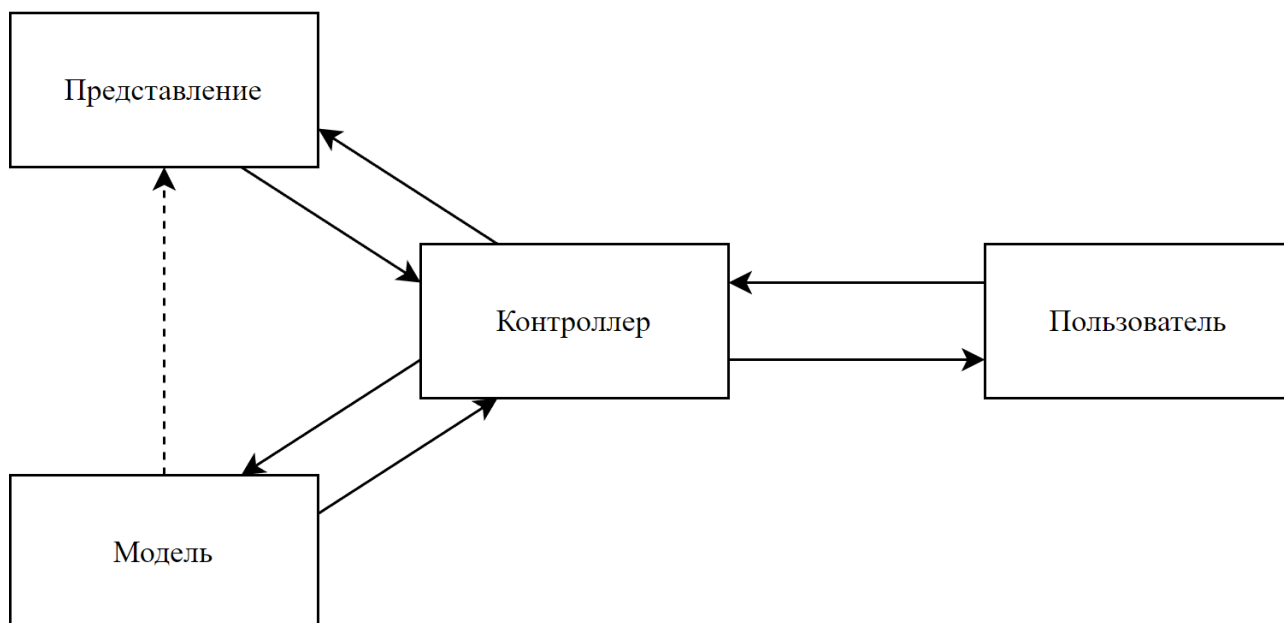 Представление
Контроллер
Пользователь
Модель